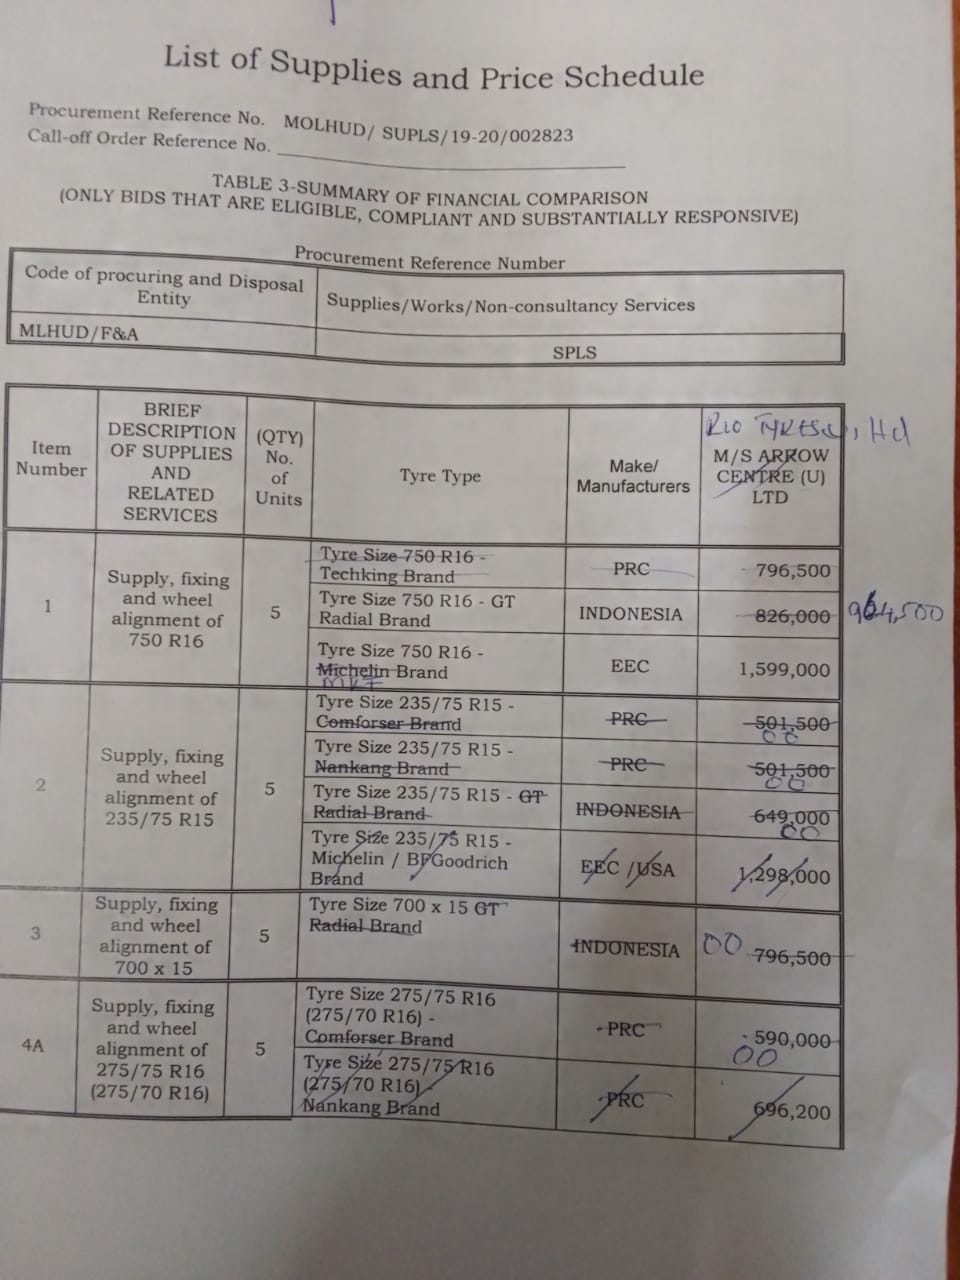 List of Supplies and Price Schedule
Procurement Reference No. MOLHUD/ SUPLS/19-20/002823
Call-off Order Reference No.
TABLE 3-SUMMARY OF FINANCIAL COMPARISON
(ONLY BIDS THAT ARE ELIGIBLE, COMPLIANT AND SUBSTANTIALLY RESPONSIVE)
Procurement Reference Number
Code of procuring and Disposal
Entity
Supplies/Works/Non-consultancy Services
MLHUD/F&A
SPLS
Item
Number
BRIEF
DESCRIPTION
OF SUPPLIES
AND
RELATED
SERVICES
(QTY)
No.
of
Units
Tyre Type
Make/
Manufacturers
M/S ARROW
CENTRE (U)
LTD
1
Supply, fixing
and wheel
alignment of
750 R16
5
Tyre Size 750 R16 -
Techking Brand
PRC
796,500
Tyre Size 750 R16 - GT
Radial Brand
INDONESIA
826,000
Tyre Size 750 R16 -
Michelin Brand
MRF
EEC
1,599,000
2
Supply, fixing
and wheel
alignment of
235/75 R15
5
Tyre Size 235/75 R15 -
Comforser Brand
PRC
501,500
00
Tyre Size 235/75 R15 -
Nankang Brand
PRC
501,500
00
Tyre Size 235/75 R15 - GT
Radial Brand
INDONESIA
649,000
00
Tyre Size 235/75 R15 -
Michelin / BFGoodrich
Brand
EEC /USA
1,298,000
3
Supply, fixing
and wheel
alignment of
700 x 15
5
Tyre Size 700 x 15 GT
Radial Brand
INDONESIA
00 796,500
4A
Supply, fixing
and wheel
alignment of
275/75 R16
(275/70 R16)
5
Tyre Size 275/75 R16
(275/70 R16) -
Comforser Brand
PRC
590,000
00
Tyre Size 275/75 R16
(275/70 R16) -
Nankang Brand
PRC
696,200